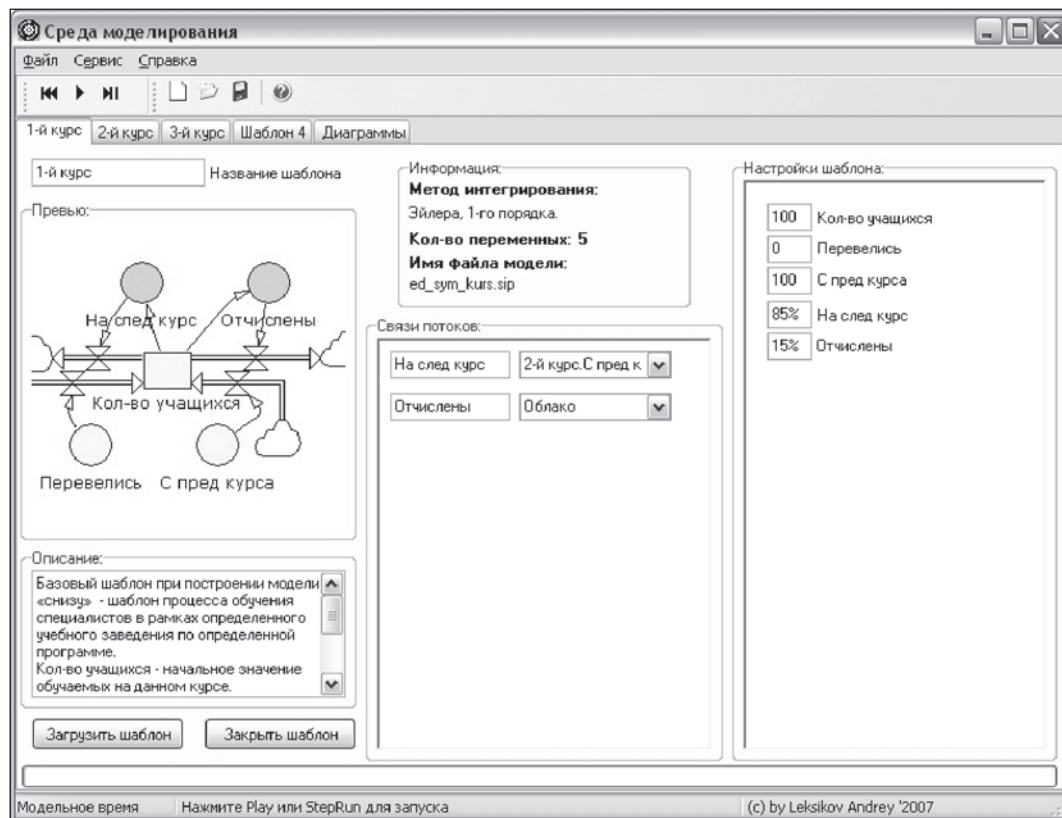 Среда моделирования
Файл Сервис Справка
1-й курс 2-й курс 3-й курс Шаблон 4 Диаграммы
1-й курс Название шаблона
Превью:
На след курс Отчислены
Кол-во учащихся
Перевелись С пред курса
Описание:
Базовый шаблон при построении модели
«снизу» - шаблон процесса обучения
специалистов в рамках определенного
учебного заведения по определенной
программе.
Кол-во учащихся - начальное значение
обучаемых на данном курсе.
Загрузить шаблон Закрыть шаблон
Информация:
Метод интегрирования:
Эйлера, 1-го порядка.
Кол-во переменных: 5
Имя файла модели:
ed_sym_kurs.sip
Связи потоков:
На след курс 2-й курс.С пред к
Отчислены Облако
Настройки шаблона:
100 Кол-во учащихся
0 Перевелись
100 С пред курса
85% На след курс
15% Отчислены
Модельное время Нажмите Play или StepRun для запуска (c) by Leksikov Andrey '2007